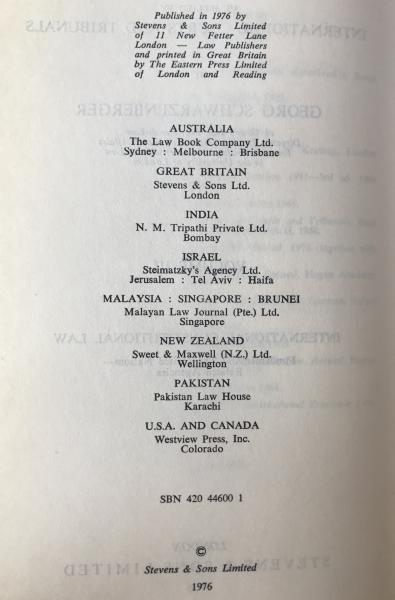 Published in 1976 by
Stevens & Sons Limited
of 11 New Fetter Lane
London — Law Publishers
and printed in Great Britain
by The Eastern Press Limited
of London and Reading
AUSTRALIA
The Law Book Company Ltd.
Sydney : Melbourne : Brisbane
GREAT BRITAIN
Stevens & Sons Ltd.
London
INDIA
N. M. Tripathi Private Ltd.
Bombay
ISRAEL
Steimatzky's Agency Ltd.
Jerusalem : Tel Aviv : Haifa
MALAYSIA : SINGAPORE : BRUNEI
Malayan Law Journal (Pte.) Ltd.
Singapore
NEW ZEALAND
Sweet & Maxwell (N.Z.) Ltd.
Wellington
PAKISTAN
Pakistan Law House
Karachi
U.S.A. AND CANADA
Westview Press, Inc.
Colorado
SBN 420 44600 1
©
Stevens & Sons Limited
1976